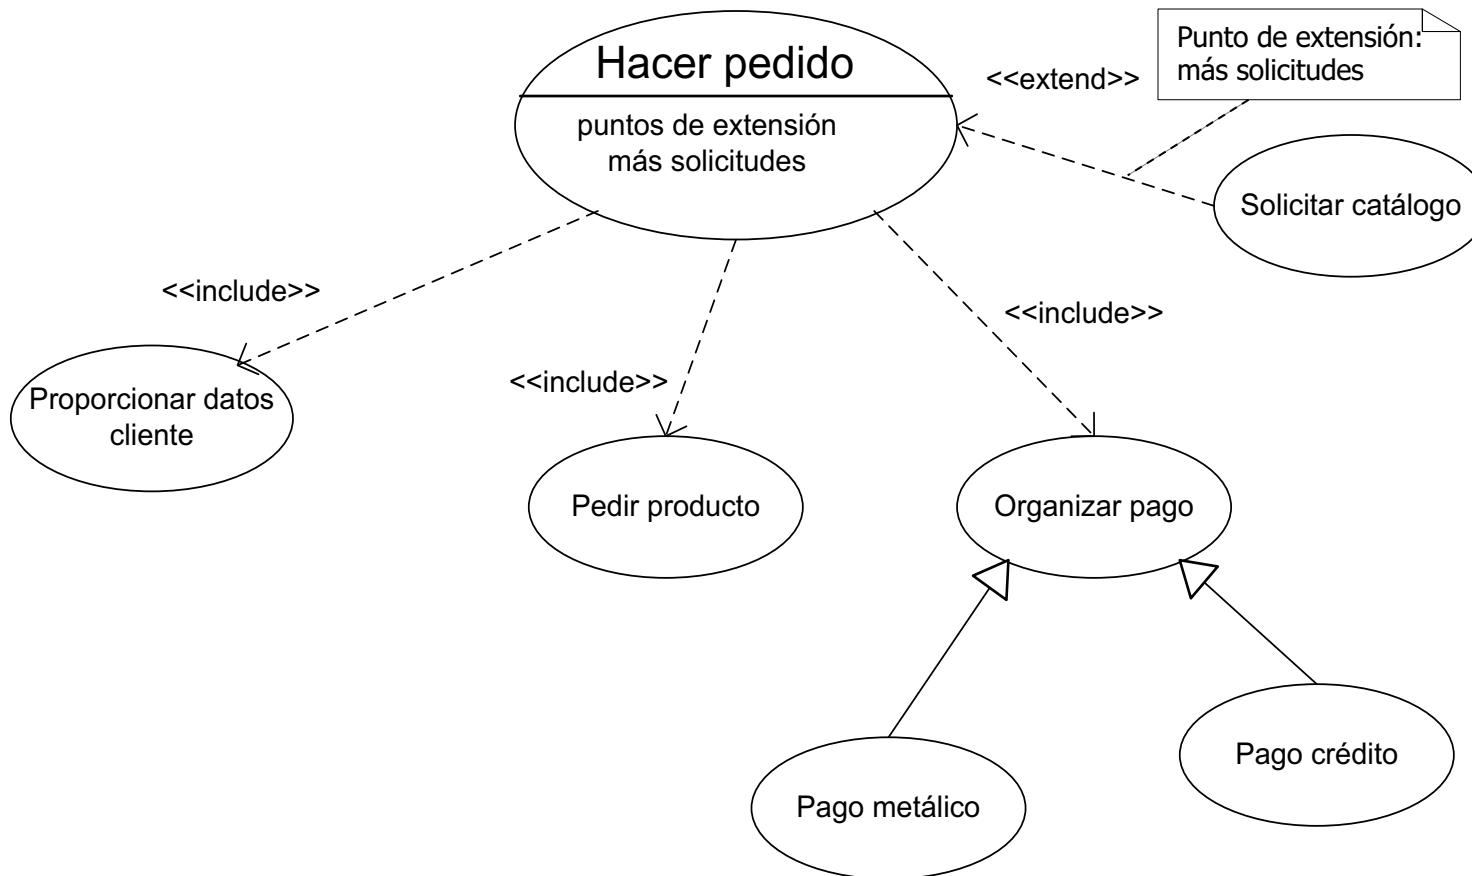 Hacer pedido
puntos de extensión
más solicitudes
<<extend>>
Punto de extensión:
más solicitudes
Solicitar catálogo
<<include>>
<<include>>
<<include>>
Proporcionar datos
cliente
Pedir producto
Organizar pago
Pago metálico
Pago crédito